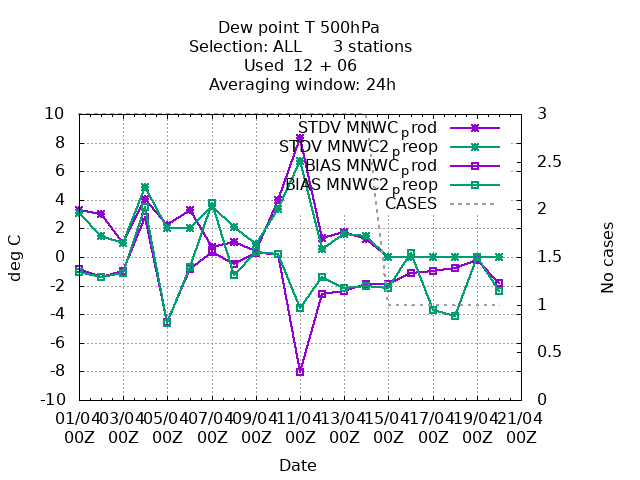 Dew point T 500hPa
Selection: ALL 3 stations
Used 12 + 06
Averaging window: 24h
10 3
8
6 2.5
4 2
2
0 1.5
-2
-4 1
-6
-8 0.5
-10 0
deg C
No cases
STDV MNWC_prod
STDV MNWC2_preop
BIAS MNWC_prod
BIAS MNWC2_preop
CASES
01/04 03/04 05/04 07/04 09/04 11/04 13/04 15/04 17/04 19/04 21/04
00Z 00Z 00Z 00Z 00Z 00Z 00Z 00Z 00Z 00Z 00Z
Date